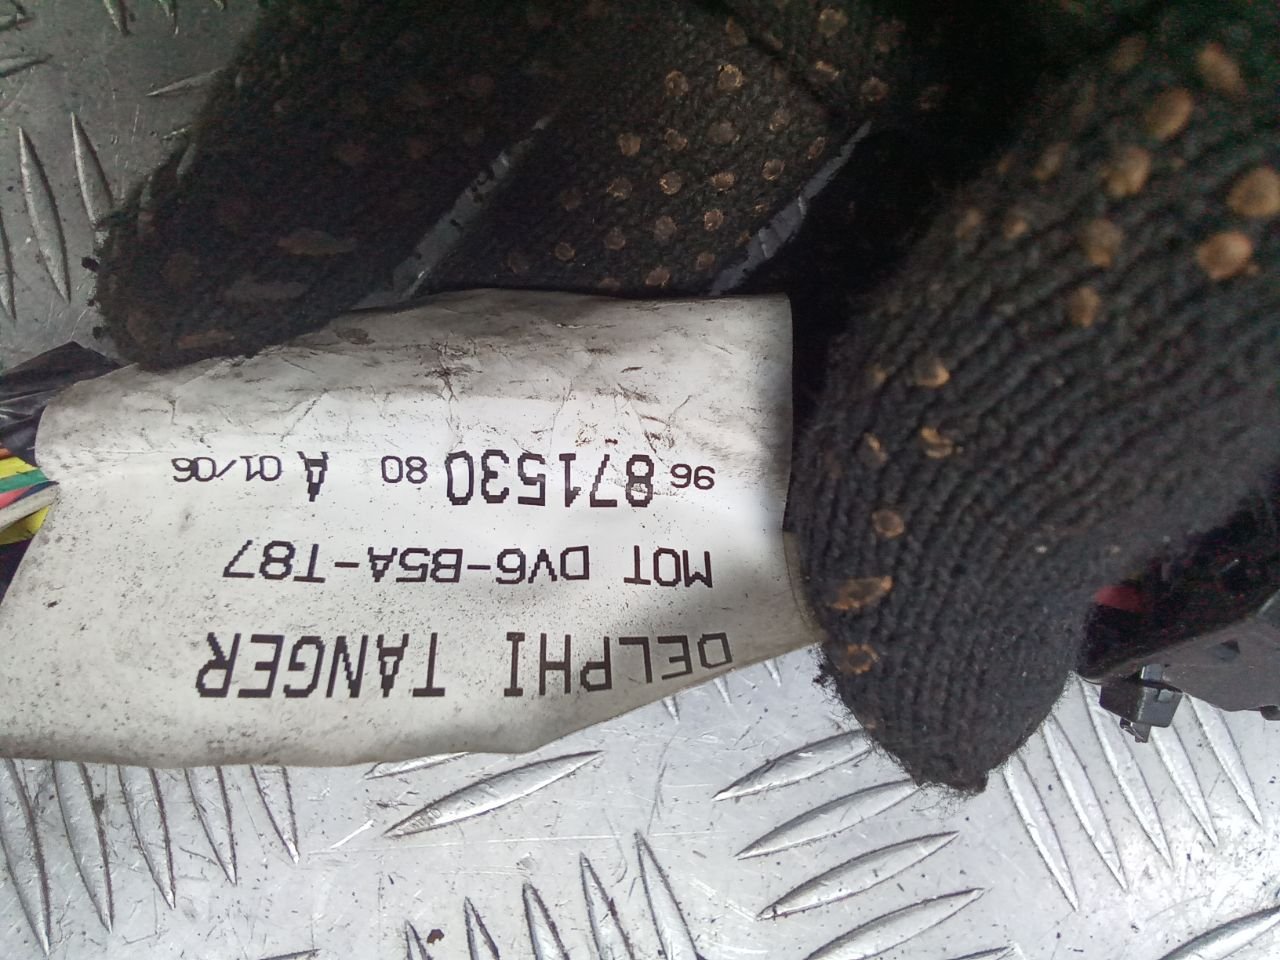 DELPHI TANGER
MOT DV6-B5A-T87
96 871530 80 A 01/06